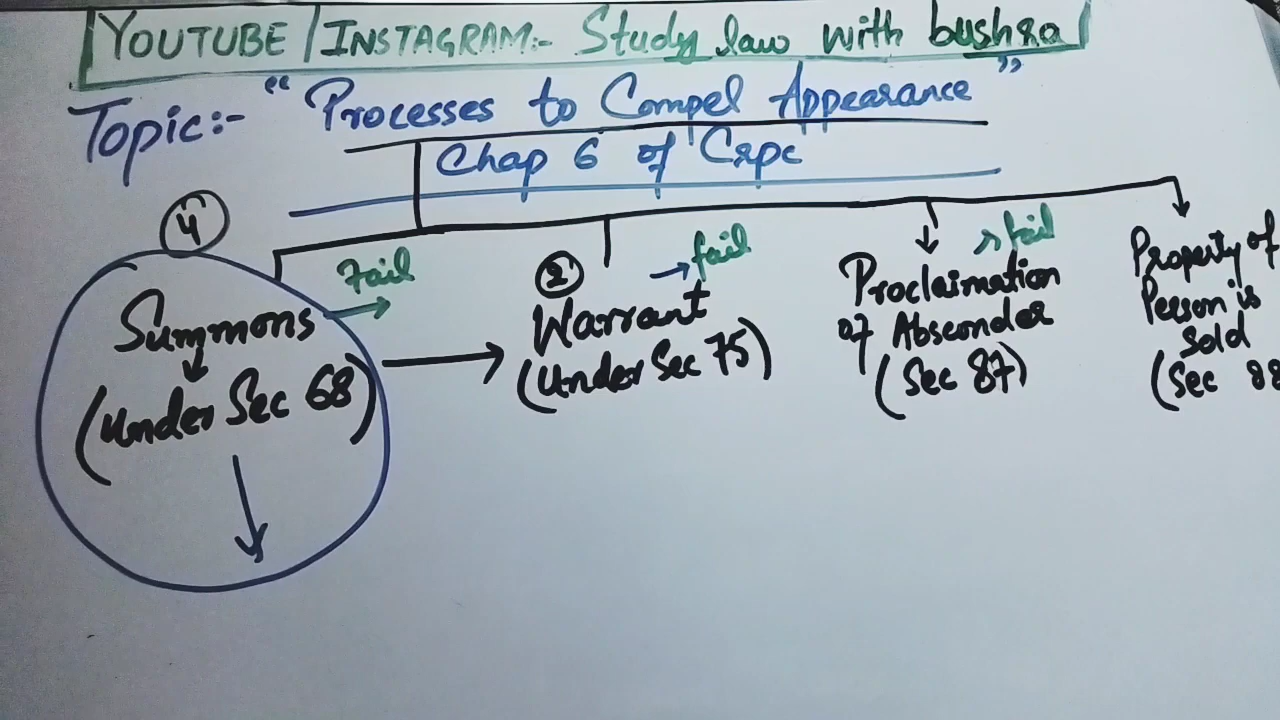 YOUTUBE/INSTAGRAM:- Study law with bushra
Topic:- "Processes to Compel Appearance"
Chap 6 of Crpc
4
Summons
(Under Sec 68)
Fail
2
Warrant
(Under Sec 75)
fail
Proclaimation
of Absconder
(Sec 87)
fail
Property of
Person is
Sold
(Sec 88